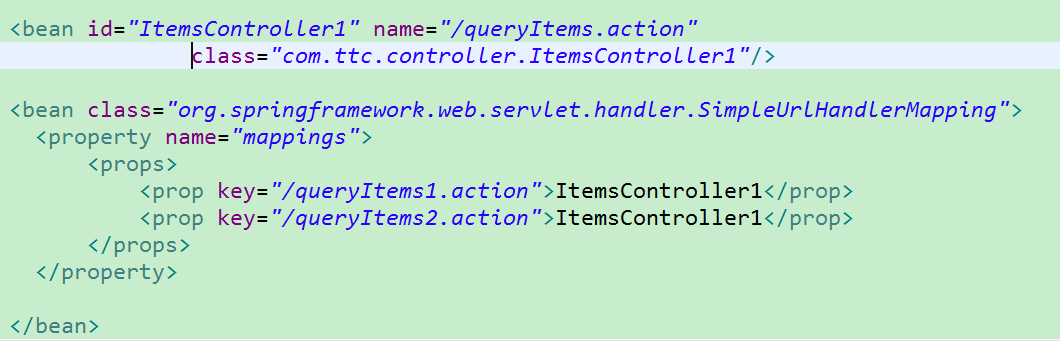 <bean id="ItemsController1" name="/queryItems.action"
class="com.ttc.controller.ItemsController1"/>
<bean class="org.springframework.web.servlet.handler.SimpleUrlHandlerMapping">
<property name="mappings">
<props>
<prop key="/queryItems1.action">ItemsController1</prop>
<prop key="/queryItems2.action">ItemsController1</prop>
</props>
</property>
</bean>